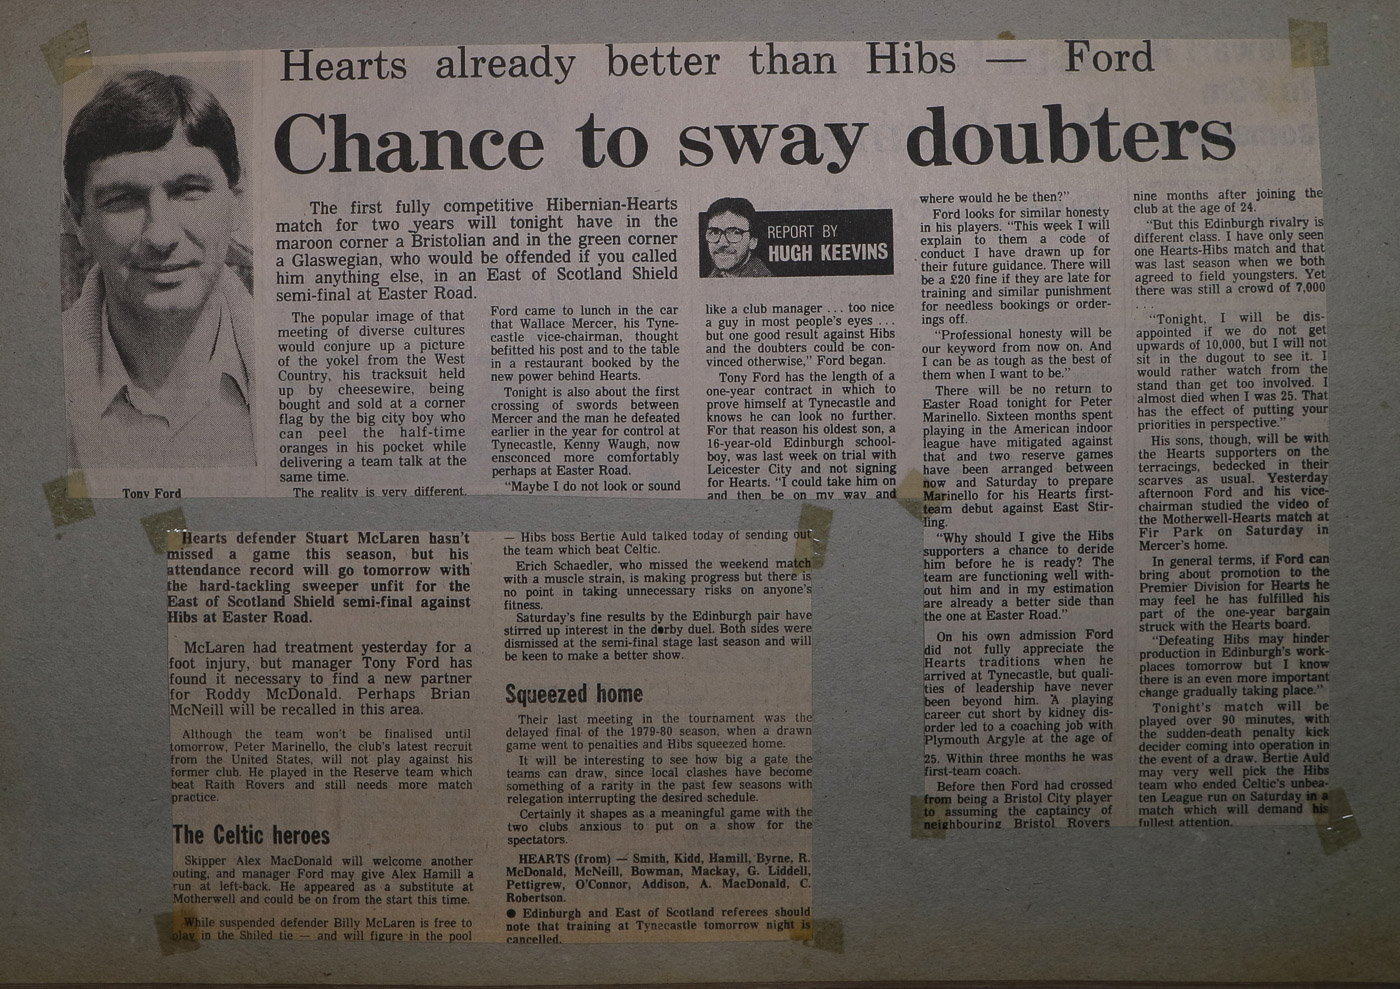 Hearts already better than Hibs — Ford
Chance to sway doubters
Tony Ford
The first fully competitive Hibernian-Hearts
match for two years will tonight have in the
maroon corner a Bristolian and in the green corner
a Glaswegian, who would be offended if you called
him anything else, in an East of Scotland Shield
semi-final at Easter Road.
The popular image of that
meeting of diverse cultures
would conjure up a picture
of the yokel from the West
Country, his tracksuit held
up by cheesewire, being
bought and sold at a corner
flag by the big city boy who
can peel the half-time
oranges in his pocket while
delivering a team talk at the
same time.
The reality is very different.
Ford came to lunch in the car
that Wallace Mercer, his Tyne-
castle vice-chairman, thought
befitted his post and to the table
in a restaurant booked by the
new power behind Hearts.
Tonight is also about the first
crossing of swords between
Mercer and the man he defeated
earlier in the year for control at
Tynecastle, Kenny Waugh, now
ensconced more comfortably
perhaps at Easter Road.
“Maybe I do not look or sound
REPORT BY
HUGH KEEVINS
like a club manager . . . too nice
a guy in most people's eyes . . .
but one good result against Hibs
and the doubters could be con-
vinced otherwise,” Ford began.
Tony Ford has the length of a
one-year contract in which to
prove himself at Tynecastle and
knows he can look no further.
For that reason his oldest son, a
16-year-old Edinburgh school-
boy, was last week on trial with
Leicester City and not signing
for Hearts. “I could take him on
and then be on my way and
where would he be then?”
Ford looks for similar honesty
in his players. “This week I will
explain to them a code of
conduct I have drawn up for
their future guidance. There will
be a £20 fine if they are late for
training and similar punishment
for needless bookings or order-
ings off.
“Professional honesty will be
our keyword from now on. And
I can be as tough as the best of
them when I want to be.”
There will be no return to
Easter Road tonight for Peter
Marinello. Sixteen months spent
playing in the American indoor
league have mitigated against
that and two reserve games
have been arranged between
now and Saturday to prepare
Marinello for his Hearts first-
team debut against East Stir-
ling.
“Why should I give the Hibs
supporters a chance to deride
him before he is ready? The
team are functioning well with-
out him and in my estimation
are already a better side than
the one at Easter Road.”
On his own admission Ford
did not fully appreciate the
Hearts traditions when he
arrived at Tynecastle, but quali-
ties of leadership have never
been beyond him. A playing
career cut short by kidney dis-
order led to a coaching job with
Plymouth Argyle at the age of
25. Within three months he was
first-team coach.
Before then Ford had crossed
from being a Bristol City player
to assuming the captaincy of
neighbouring Bristol Rovers
nine months after joining the
club at the age of 24.
“But this Edinburgh rivalry is
different class. I have only seen
one Hearts-Hibs match and that
was last season when we both
agreed to field youngsters. Yet
there was still a crowd of 7,000
. . .
“Tonight, I will be dis-
appointed if we do not get
upwards of 10,000, but I will not
sit in the dugout to see it. I
would rather watch from the
stand than get too involved. I
almost died when I was 25. That
has the effect of putting your
priorities in perspective.”
His sons, though, will be with
the Hearts supporters on the
terracings, bedecked in their
scarves as usual. Yesterday
afternoon Ford and his vice-
chairman studied the video of
the Motherwell-Hearts match at
Fir Park on Saturday in
Mercer's home.
In general terms, if Ford can
bring about promotion to the
Premier Division for Hearts he
may feel he has fulfilled his
part of the one-year bargain
struck with the Hearts board.
“Defeating Hibs may hinder
production in Edinburgh's work-
places tomorrow but I know
there is an even more important
change gradually taking place.”
Tonight's match will be
played over 90 minutes, with
the sudden-death penalty kick
decider coming into operation in
the event of a draw. Bertie Auld
may very well pick the Hibs
team who ended Celtic's unbea-
ten League run on Saturday in a
match which will demand his
fullest attention.
Hearts defender Stuart McLaren hasn't
missed a game this season, but his
attendance record will go tomorrow with
the hard-tackling sweeper unfit for the
East of Scotland Shield semi-final against
Hibs at Easter Road.
McLaren had treatment yesterday for a
foot injury, but manager Tony Ford has
found it necessary to find a new partner
for Roddy McDonald. Perhaps Brian
McNeill will be recalled in this area.
Although the team won't be finalised until
tomorrow, Peter Marinello, the club's latest recruit
from the United States, will not play against his
former club. He played in the Reserve team which
beat Raith Rovers and still needs more match
practice.
The Celtic heroes
Skipper Alex MacDonald will welcome another
outing, and manager Ford may give Alex Hamill a
run at left-back. He appeared as a substitute at
Motherwell and could be on from the start this time.
While suspended defender Billy McLaren is free to
play in the Shiled tie — and will figure in the pool
— Hibs boss Bertie Auld talked today of sending out
the team which beat Celtic.
Erich Schaedler, who missed the weekend match
with a muscle strain, is making progress but there is
no point in taking unnecessary risks on anyone's
fitness.
Saturday's fine results by the Edinburgh pair have
stirred up interest in the derby duel. Both sides were
dismissed at the semi-final stage last season and will
be keen to make a better show.
Squeezed home
Their last meeting in the tournament was the
delayed final of the 1979-80 season, when a drawn
game went to penalties and Hibs squeezed home.
It will be interesting to see how big a gate the
teams can draw, since local clashes have become
something of a rarity in the past few seasons with
relegation interrupting the desired schedule.
Certainly it shapes as a meaningful game with the
two clubs anxious to put on a show for the
spectators.
HEARTS (from) — Smith, Kidd, Hamill, Byrne, R.
McDonald, McNeill, Bowman, Mackay, G. Liddell,
Pettigrew, O'Connor, Addison, A. MacDonald, C.
Robertson.
● Edinburgh and East of Scotland referees should
note that training at Tynecastle tomorrow night is
cancelled.